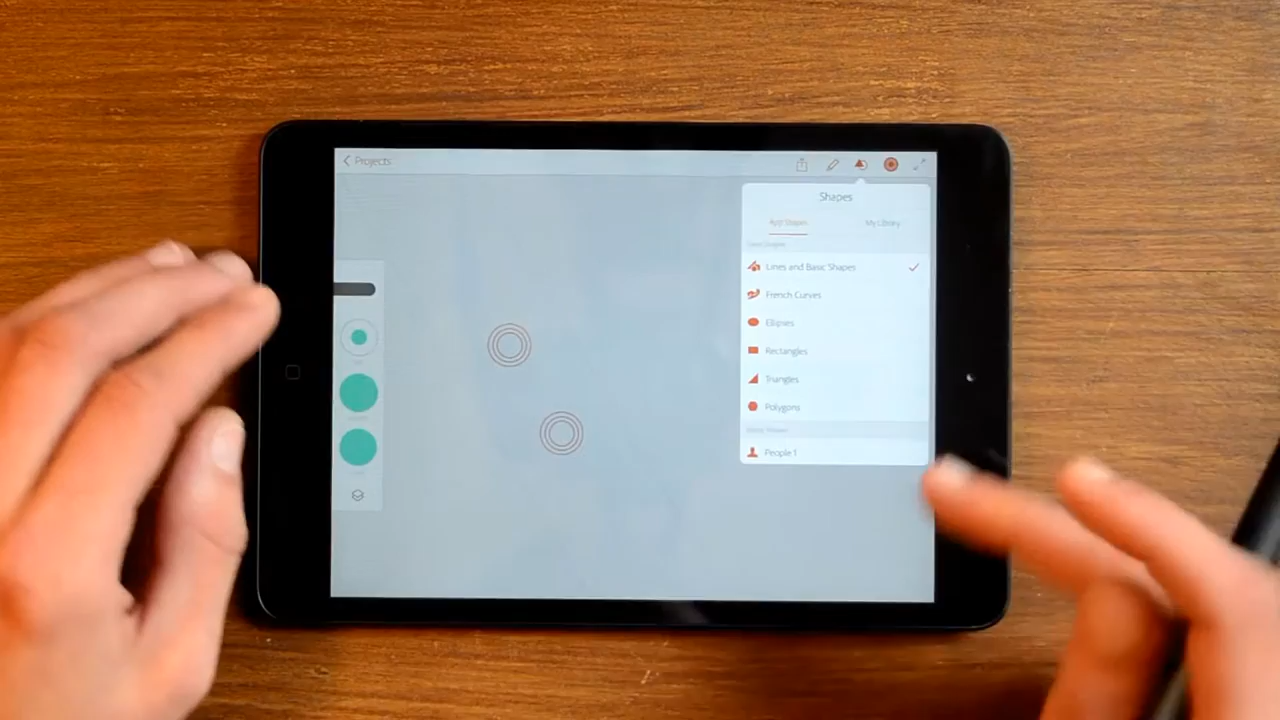 Projects
Shapes
App Shapes
My Library
Lines and Basic Shapes
French Curves
Ellipses
Rectangles
Triangles
Polygons
People 1